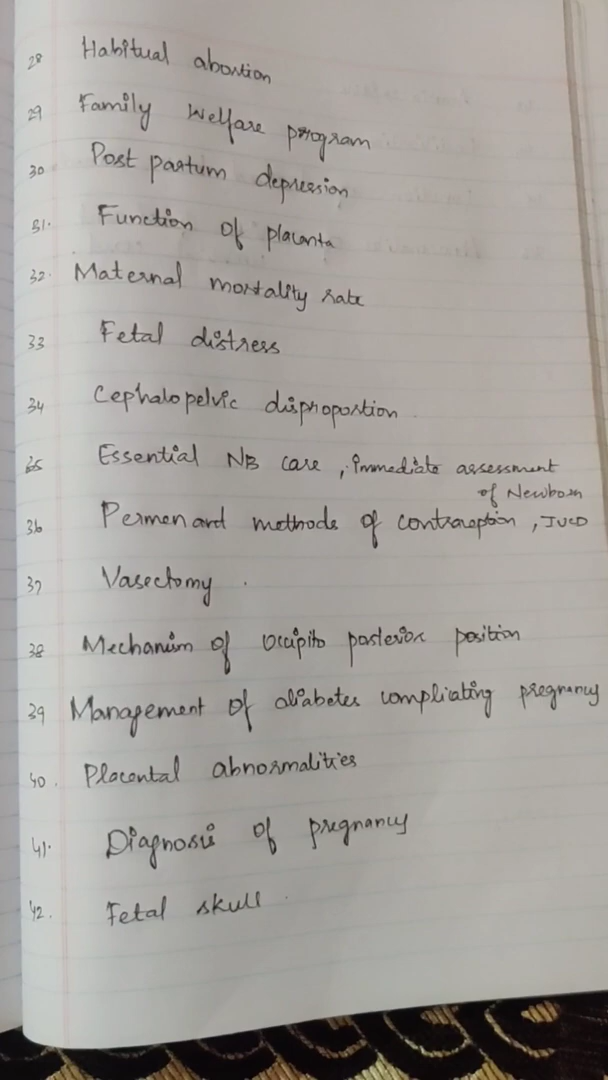 28 Habitual abortion
29 Family Welfare program
30 Post partum depression
31. Function of placenta
32. Maternal mortality rate
33 Fetal distress
34 Cephalopelvic disproportion
35 Essential NB care, immediate assessment
of Newborn
36 Permenant methods of contraception, IUCD
37 Vasectomy.
38 Mechanism of occipito posterior position
39 Management of diabetes compliating pregnancy
40. Placental abnormalities
41. Diagnosis of pregnancy
42. Fetal skull.